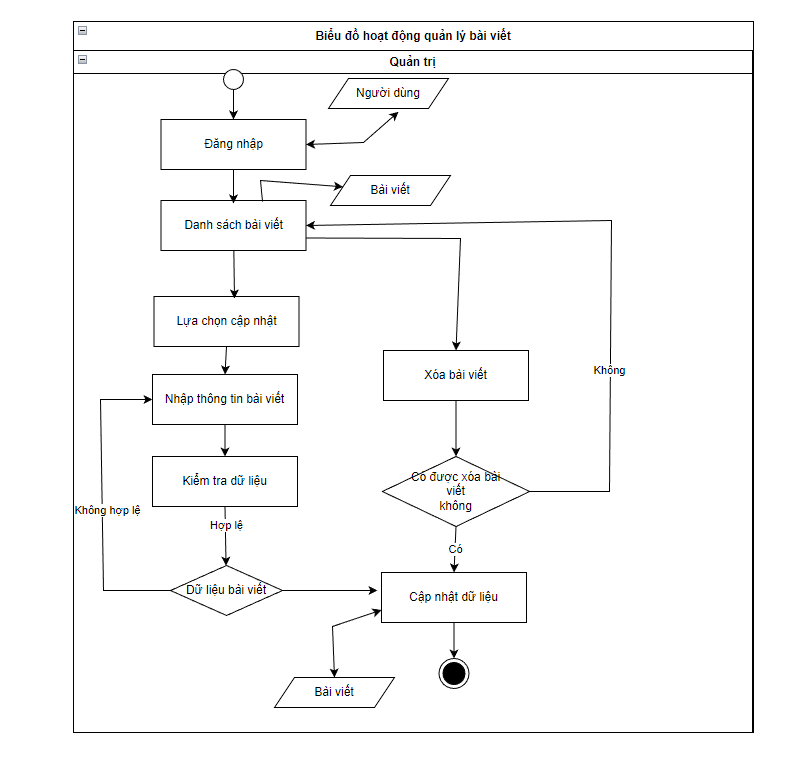 Biểu đồ hoạt động quản lý bài viết
Quản trị
Người dùng
Đăng nhập
Bài viết
Danh sách bài viết
Lựa chọn cập nhật
Xóa bài viết
Không
Nhập thông tin bài viết
Kiểm tra dữ liệu
Có được xóa bài
viết
không
Không hợp lệ
Hợp lệ
Có
Dữ liệu bài viết
Cập nhật dữ liệu
Bài viết